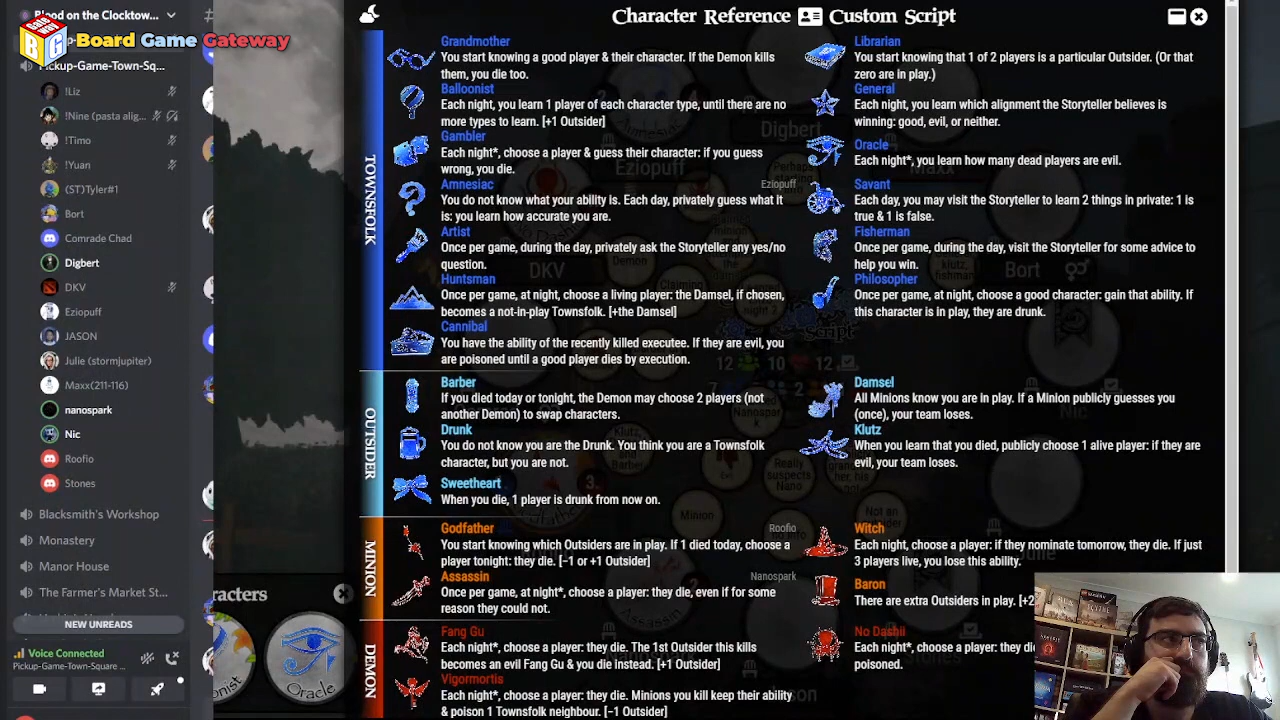 Blood on the Clocktow...
Board Game Gateway
Pickup-Game-Town-Sq...
!Liz
!Nine (pasta alig...
!Timo
!Yuan
(ST)Tyler#1
Bort
Comrade Chad
Digbert
DKV
Eziopuff
JASON
Julie (stormjupiter)
Maxx(211-116)
nanospark
Nic
Roofio
Stones
Blacksmith's Workshop
Monastery
Manor House
The Farmer's Market St...
NEW UNREADS
Voice Connected
Pickup-Game-Town-Square ...
Character Reference Custom Script
TOWNSFOLK
Grandmother
You start knowing a good player & their character. If the Demon kills
them, you die too.
Balloonist
Each night, you learn 1 player of each character type, until there are
more types to learn. [+1 Outsider]
Gambler
Each night*, choose a player & guess their character: if you guess
wrong, you die.
Amnesiac
Eziopuff
You do not know what your ability is. Each day, privately guess what it
is: you learn how accurate you are.
Artist
Once per game, during the day, privately ask the Storyteller any yes/no
question.
Huntsman
Once per game, at night, choose a living player: the Damsel, if chosen,
becomes a not-in-play Townsfolk. [+the Damsel]
Cannibal
You have the ability of the recently killed executee. If they are evil, you
are poisoned until a good player dies by execution.
Librarian
You start knowing that 1 of 2 players is a particular Outsider. (Or that
zero are in play.)
General
Each night, you learn which alignment the Storyteller believes is
winning: good, evil, or neither.
Oracle
Each night*, you learn how many dead players are evil.
Savant
Each day, you may visit the Storyteller to learn 2 things in private: 1 is
true & 1 is false.
Fisherman
Once per game, during the day, visit the Storyteller for some advice to
help you win.
Philosopher
Once per game, at night, choose a good character: gain that ability. If
this character is in play, they are drunk.
OUTSIDER
Barber
If you died today or tonight, the Demon may choose 2 players (not
another Demon) to swap characters.
Drunk
You do not know you are the Drunk. You think you are a Townsfolk
character, but you are not.
Sweetheart
When you die, 1 player is drunk from now on.
Damsel
All Minions know you are in play. If a Minion publicly guesses you
(once), your team loses.
Klutz
When you learn that you died, publicly choose 1 alive player: if they are
evil, your team loses.
MINION
Godfather
Roofio
You start knowing which Outsiders are in play. If 1 died today, choose a
player tonight: they die. [−1 or +1 Outsider]
Assassin
Nanospark
Once per game, at night*, choose a player: they die, even if for some
reason they could not.
Witch
Each night, choose a player: if they nominate tomorrow, they die. If just
3 players live, you lose this ability.
Baron
There are extra Outsiders in play. [+2
DEMON
Fang Gu
Each night*, choose a player: they die. The 1st Outsider this kills
becomes an evil Fang Gu & you die instead. [+1 Outsider]
Vigormortis
Each night*, choose a player: they die. Minions you kill keep their ability
& poison 1 Townsfolk neighbour. [−1 Outsider]
No Dashii
Each night*, choose a player: they di
poisoned.
racters
onist
Oracle
Digbert
Eziopuff
Maxx
DKV
Bort
Nic
Script
12 10 12
Demon
Minion